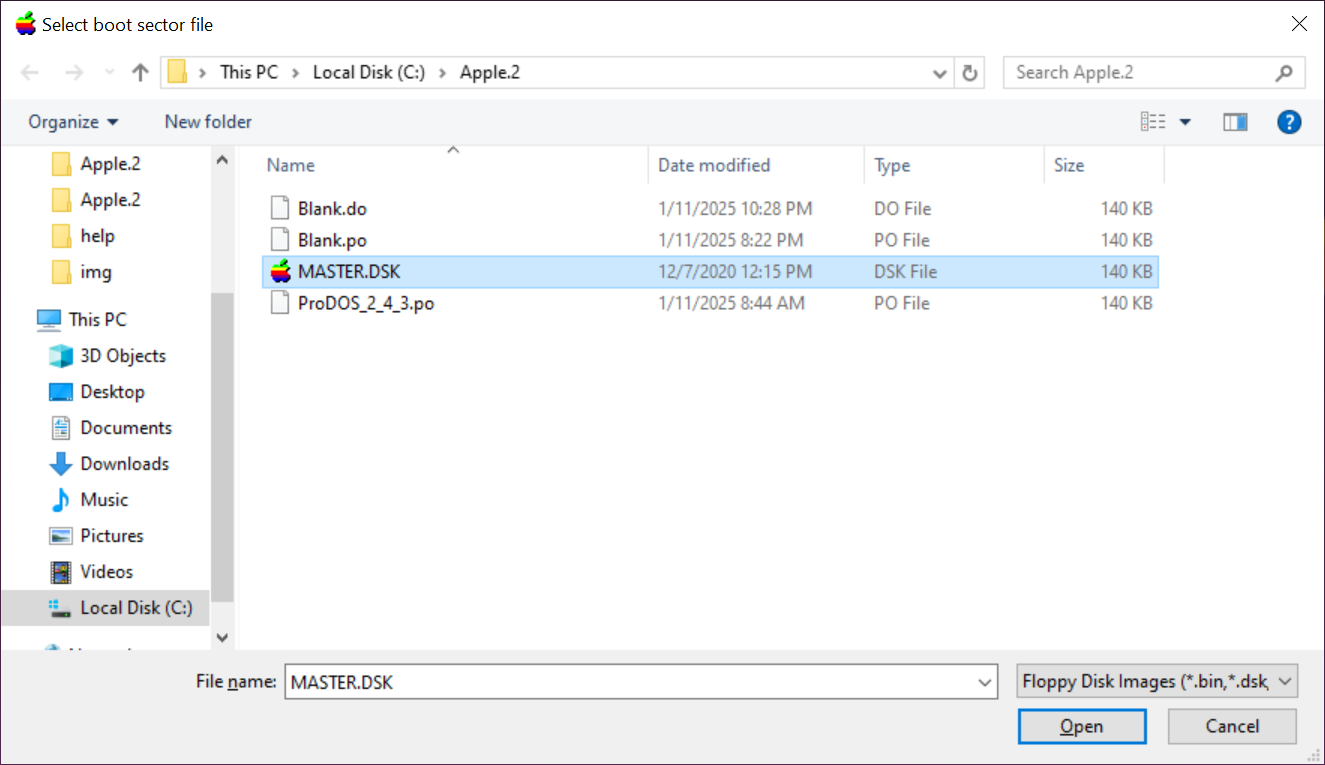 Select boot sector file
This PC Local Disk (C:) Apple.2 Search Apple.2
Organize New folder ?
Name Date modified Type Size
Apple.2
Apple.2
help
img
This PC
3D Objects
Desktop
Documents
Downloads
Music
Pictures
Videos
Local Disk (C:)
Blank.do 1/11/2025 10:28 PM DO File 140 KB
Blank.po 1/11/2025 8:22 PM PO File 140 KB
MASTER.DSK 12/7/2020 12:15 PM DSK File 140 KB
ProDOS_2_4_3.po 1/11/2025 8:44 AM PO File 140 KB
File name: MASTER.DSK Floppy Disk Images (*.bin,*.dsk,
Open Cancel